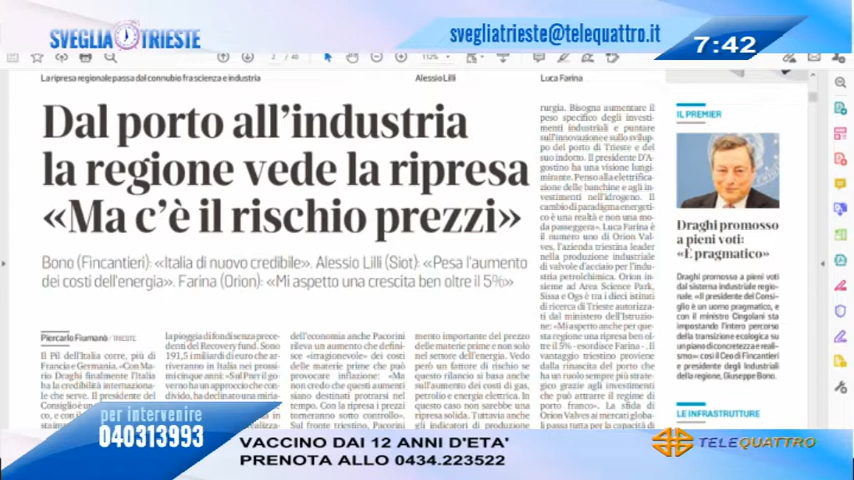 SVEGLIA TRIESTE
svegliatrieste@telequattro.it
7:42
La ripresa regionale passa dal connubio fra scienza e industria
Alessio Lilli
Luca Farina
Dal porto all'industria
la regione vede la ripresa
«Ma c'è il rischio prezzi»
Bono (Fincantieri): «Italia di nuovo credibile». Alessio Lilli (Siot): «Pesa l'aumento
dei costi dell'energia». Farina (Orion): «Mi aspetto una crescita ben oltre il 5%»
Piercarlo Fiumanò / TRIESTE
Il Pil dell'Italia corre, più di
Francia e Germania. «Con Ma-
rio Draghi finalmente l'Italia
ha la credibilità internaziona-
le che serve. Il presidente del
Consiglio è un
la pioggia di fondi senza prece-
denti del Recovery fund. Sono
191,5 miliardi di euro che ar-
riveranno in Italia nei prossi-
mi cinque anni: «Sul Pnrr il go-
verno ha un approccio che con-
divido, ha declinato una miria-
dell'economia anche Pacorini
rileva un aumento che defini-
sce «irragionevole» dei costi
delle materie prime che può
provocare inflazione: «Ma
non credo che questi aumenti
siano destinati protrarsi nel
tempo. Con la ripresa i prezzi
torneranno sotto controllo».
Sul fronte triestino, Pacorini
mento importante del prezzo
delle materie prime e non solo
nel settore dell'energia. Vedo
però un fattore di rischio se
questo rilancio si basa anche
sull'aumento dei costi di gas,
petrolio e energia elettrica. In
questo caso non sarebbe una
ripresa solida. Tuttavia anche
gli indicatori di produzione
rurgia. Bisogna aumentare il
peso specifico degli investi-
menti industriali e puntare
sull'innovazione e sullo svilup-
po del porto di Trieste e del
suo indotto. Il presidente D'A-
gostino ha una visione lungi-
mirante. Penso alla elettrifica-
zione delle banchine e agli in-
vestimenti nell'idrogeno. Il
cambio di paradigma energeti-
co è una realtà e non una mo-
da passeggera». Luca Farina è
il numero uno di Orion Val-
ves, l'azienda triestina leader
nella produzione industriale
di valvole d'acciaio per l'indu-
stria petrolchimica. Orion in-
sieme ad Area Science Park,
Sissa e Ogs è tra i dieci istituti
di ricerca di Trieste autorizza-
ti dal ministero dell'Istruzio-
ne: «Mi aspetto anche per que-
sta regione una ripresa ben ol-
tre il 5% - esordisce Farina -. Il
vantaggio triestino proviene
dalla rinascita del porto che
ha un ruolo sempre più strate-
gico grazie agli investimenti
che può attrarre il regime del
porto franco». La sfida di
Orion Valves ai mercati globa-
li passa tutta per la capacità di
IL PREMIER
Draghi promosso
a pieni voti:
«È pragmatico»
Draghi promosso a pieni voti
dal sistema industriale regio-
nale. «Il presidente del Consi-
glio è un uomo pragmatico, e
con il ministro Cingolani sta
impostando l'intero percorso
della transizione ecologica su
un piano di concretezza e reali-
smo» così il Ceo di Fincantieri
e presidente degli Industriali
della regione, Giuseppe Bono.
LE INFRASTRUTTURE
per intervenire
040313993
VACCINO DAI 12 ANNI D'ETA'
PRENOTA ALLO 0434.223522
TELEQUATTRO